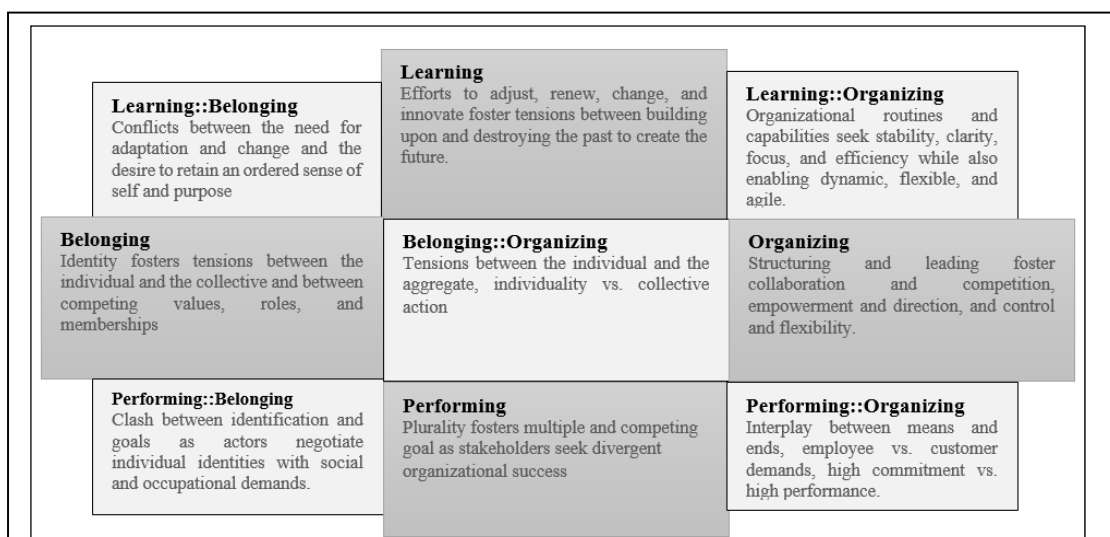 Learning::Belonging
Conflicts between the need for
adaptation and change and the
desire to retain an ordered sense of
self and purpose
Learning
Efforts to adjust, renew, change, and
innovate foster tensions between building
upon and destroying the past to create the
future.
Learning::Organizing
Organizational routines and
capabilities seek stability, clarity,
focus, and efficiency while also
enabling dynamic, flexible, and
agile.
Belonging
Identity fosters tensions between the
individual and the collective and between
competing values, roles, and
memberships
Belonging::Organizing
Tensions between the individual and the
aggregate, individuality vs. collective
action
Organizing
Structuring and leading foster
collaboration and competition,
empowerment and direction, and control
and flexibility.
Performing::Belonging
Clash between identification and
goals as actors negotiate
individual identities with social
and occupational demands.
Performing
Plurality fosters multiple and competing
goal as stakeholders seek divergent
organizational success
Performing::Organizing
Interplay between means and
ends, employee vs. customer
demands, high commitment vs.
high performance.